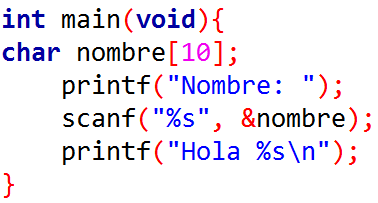 int main(void){
char nombre[10];
    printf("Nombre: ");
    scanf("%s", &nombre);
    printf("Hola %s\n");
}